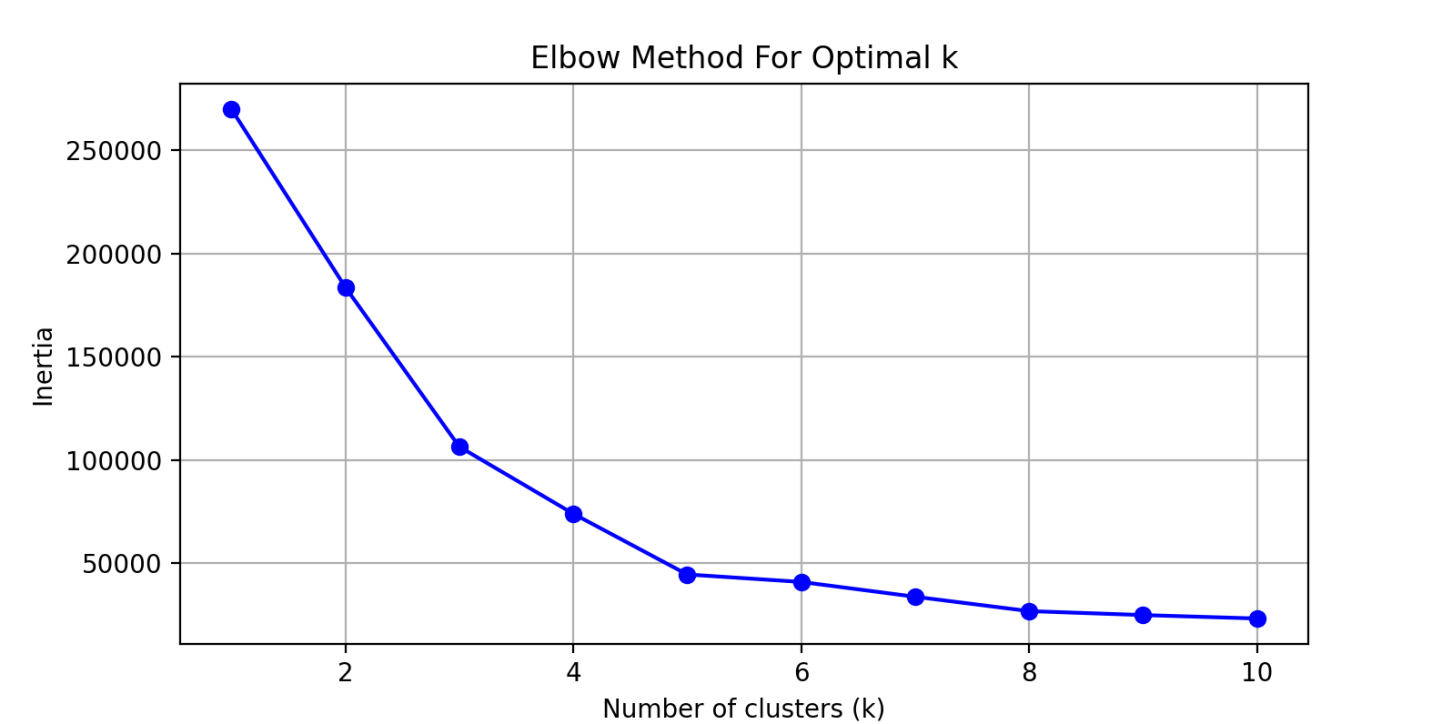 Elbow Method For Optimal k
250000
200000
150000
100000
50000
Inertia
2 4 6 8 10
Number of clusters (k)